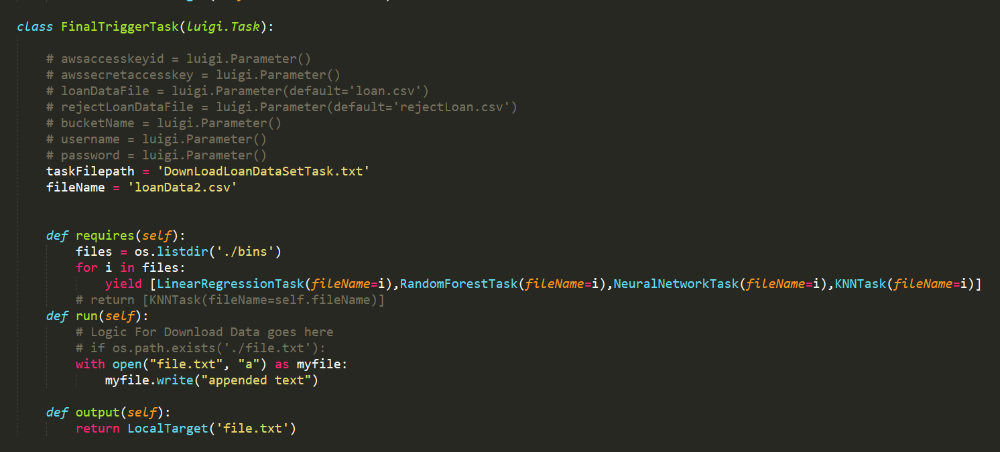 class FinalTriggerTask(luigi.Task):
# awsaccesskeyid = luigi.Parameter()
# awssecretaccesskey = luigi.Parameter()
# loanDataFile = luigi.Parameter(default='loan.csv')
# rejectLoanDataFile = luigi.Parameter(default='rejectLoan.csv')
# bucketName = luigi.Parameter()
# username = luigi.Parameter()
# password = luigi.Parameter()
taskFilepath = 'DownLoadLoanDataSetTask.txt'
fileName = 'loanData2.csv'
def requires(self):
files = os.listdir('./bins')
for i in files:
yield [LinearRegressionTask(fileName=i),RandomForestTask(fileName=i),NeuralNetworkTask(fileName=i),KNNTask(fileName=i)]
# return [KNNTask(fileName=self.fileName)]
def run(self):
# Logic For Download Data goes here
# if os.path.exists('./file.txt'):
with open("file.txt", "a") as myfile:
myfile.write("appended text")
def output(self):
return LocalTarget('file.txt')